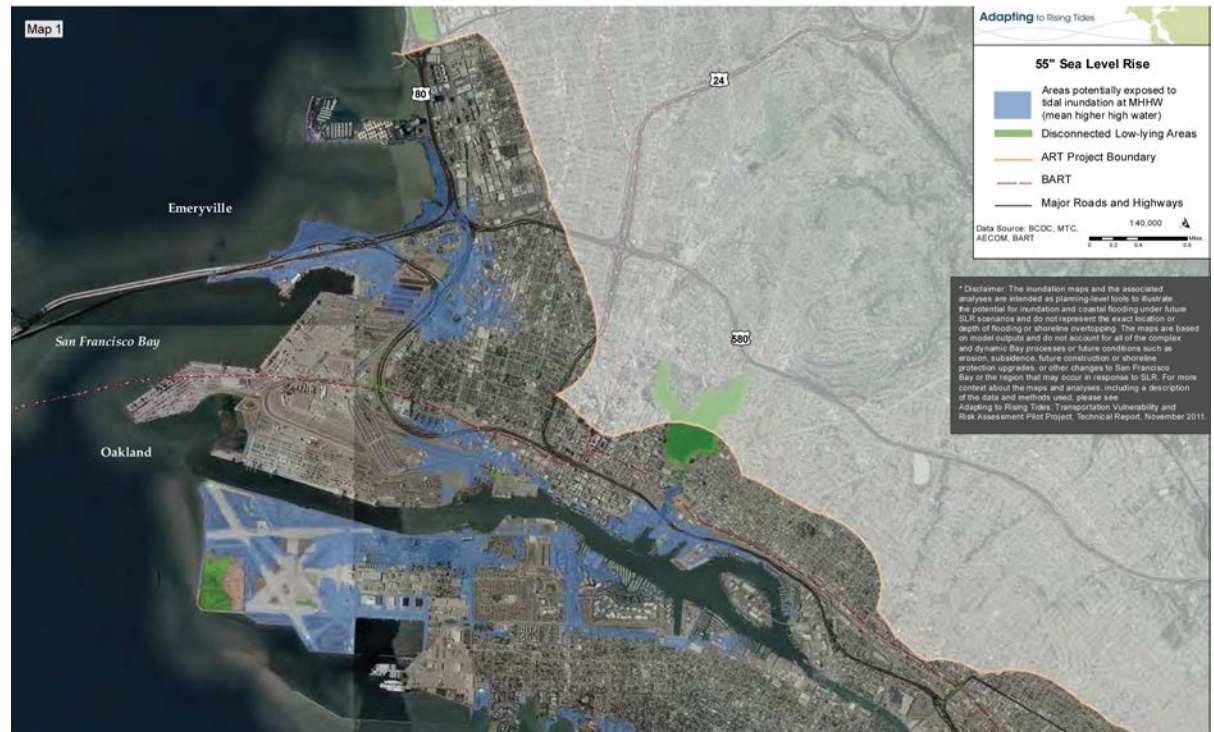 Map 1
80
24
Emeryville
San Francisco Bay
580
Oakland
Adapting to Rising Tides
55" Sea Level Rise
Areas potentially exposed to
tidal inundation at MHHW
(mean higher high water)
Disconnected Low-lying Areas
ART Project Boundary
BART
Major Roads and Highways
Data Source: BCDC, MTC,
AECOM, BART
1:40,000
0 0.2 0.4 0.8 Miles
* Disclaimer: The inundation maps and the associated
analyses are intended as planning-level tools to illustrate
the potential for inundation and coastal flooding under future
SLR scenarios and do not represent the exact location or
depth of flooding or shoreline overtopping. The maps are based
on model outputs and do not account for all of the complex
and dynamic Bay processes or future conditions such as
erosion, subsidence, future construction or shoreline
protection upgrades, or other changes to San Francisco
Bay or the region that may occur in response to SLR. For more
context about the maps and analyses, including a description
of the data and methods used, please see
Adapting to Rising Tides: Transportation Vulnerability and
Risk Assessment Pilot Project, Technical Report, November 2011.